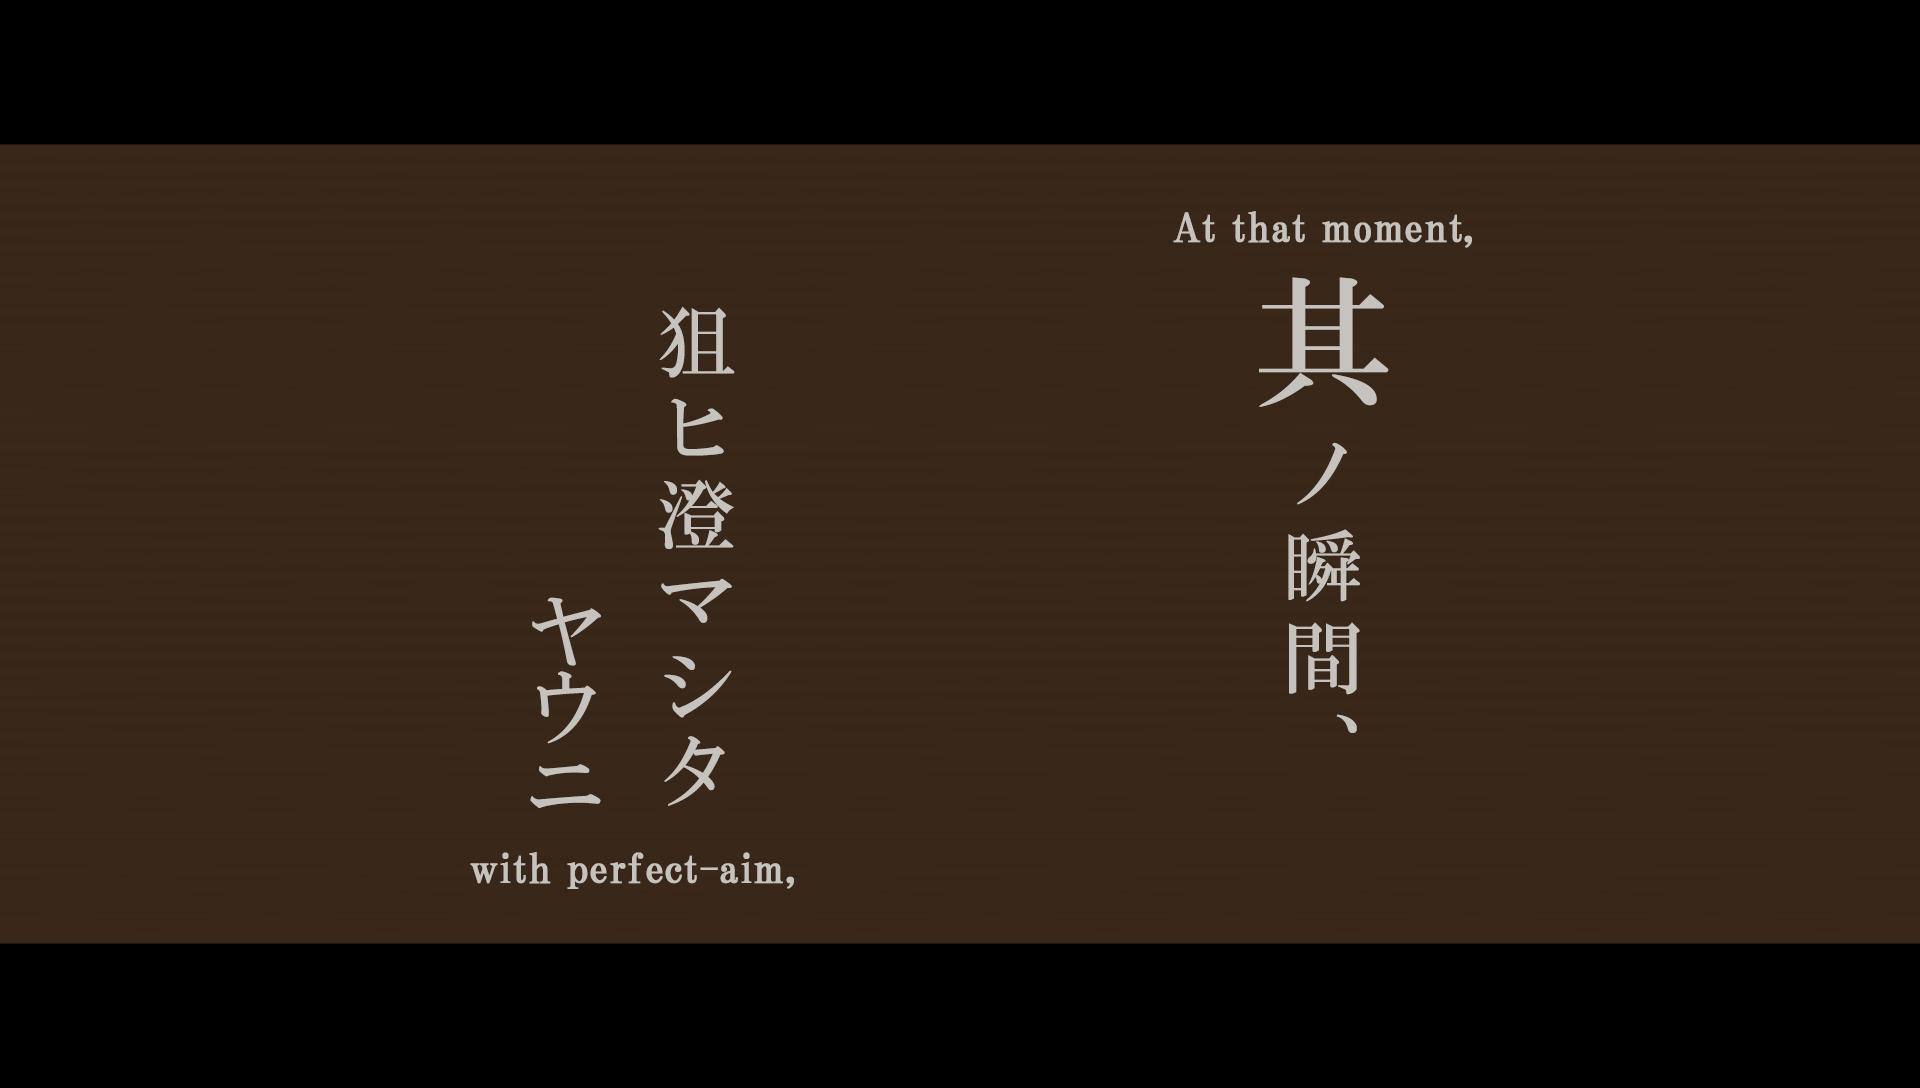 At that moment,
其ノ瞬間、
狙ヒ澄マシタ
ヤウニ
with perfect-aim,